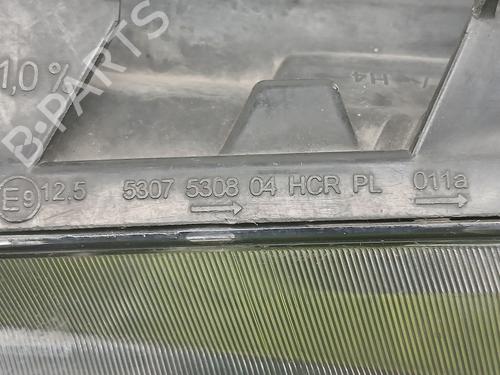 1,0%
B-PARTS
H4
E9 12.5 5307 5308 04 HCR PL 011a